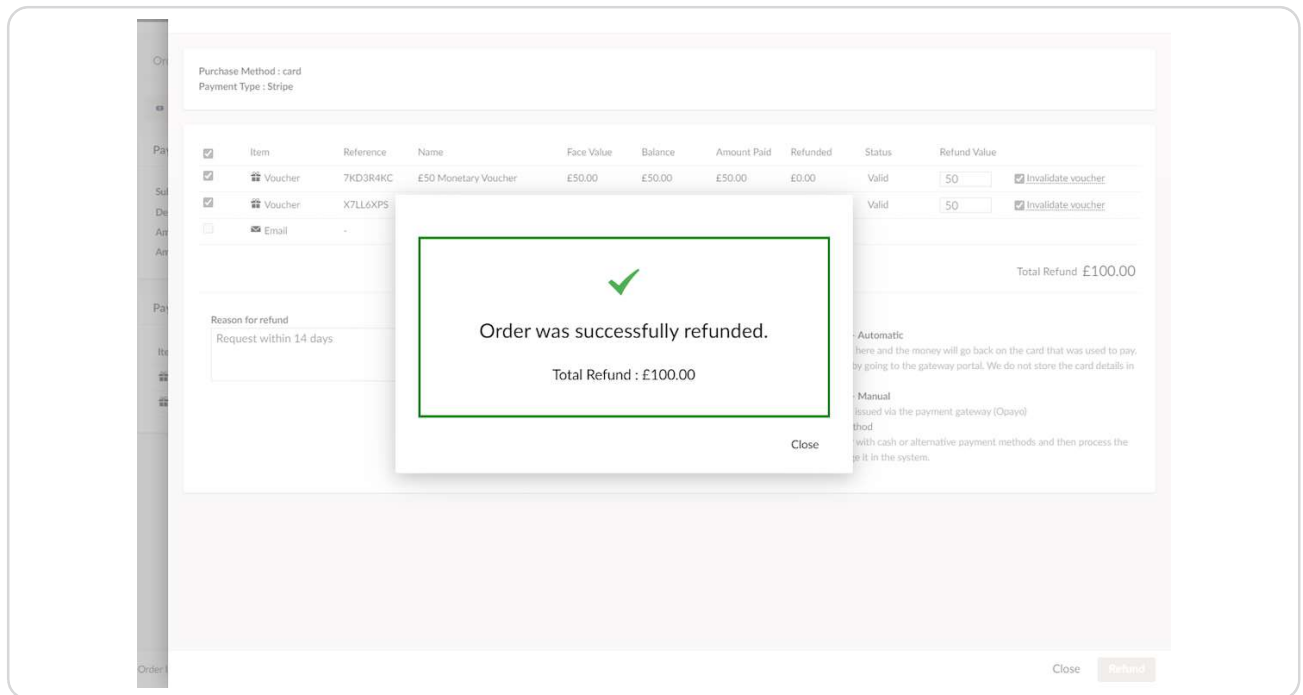 Purchase Method : card
Payment Type : Stripe
Item Reference Name Face Value Balance Amount Paid Refunded Status Refund Value
Voucher 7KD3R4KC £50 Monetary Voucher £50.00 £50.00 £50.00 £0.00 Valid 50 Invalidate voucher
Voucher X7LL6XPS Valid 50 Invalidate voucher
Email -
Total Refund £100.00
Reason for refund
Request within 14 days
Order was successfully refunded.
Total Refund : £100.00
Close
- Automatic
here and the money will go back on the card that was used to pay.
by going to the gateway portal. We do not store the card details in
- Manual
issued via the payment gateway (Opayo)
thod
with cash or alternative payment methods and then process the
it in the system.
Order
Close Refund